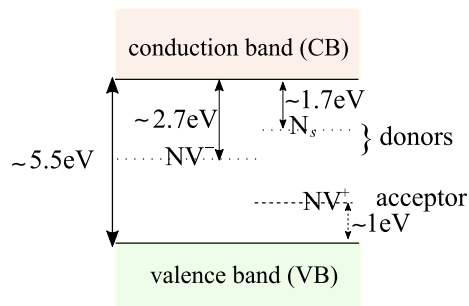 conduction band (CB)
~1.7eV
~2.7eV
N_s
} donors
~5.5eV
NV⁻
NV⁺ acceptor
~1eV
valence band (VB)